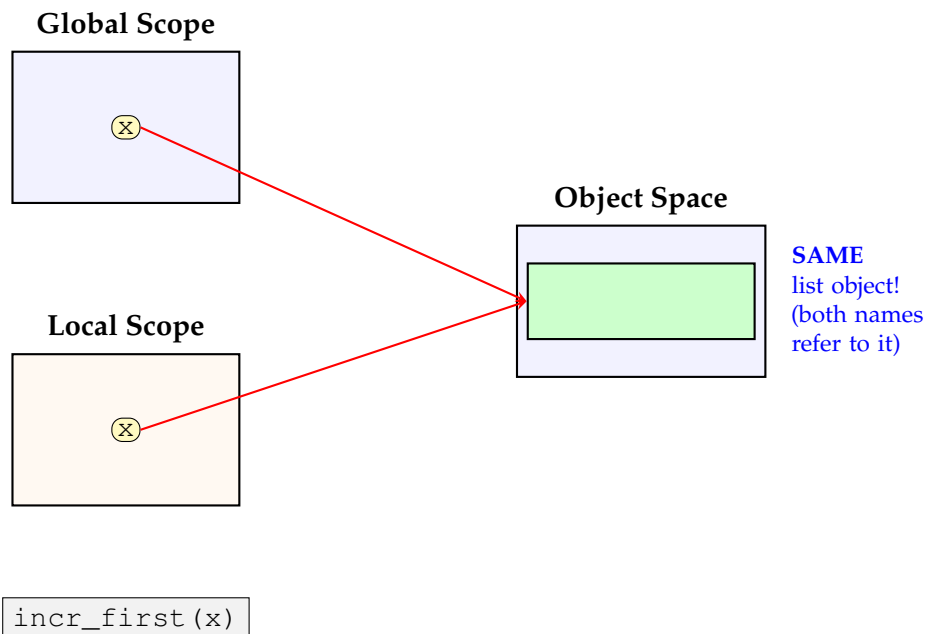 Global Scope
x
Object Space
SAME
list object!
(both names
refer to it)
Local Scope
x
incr_first(x)